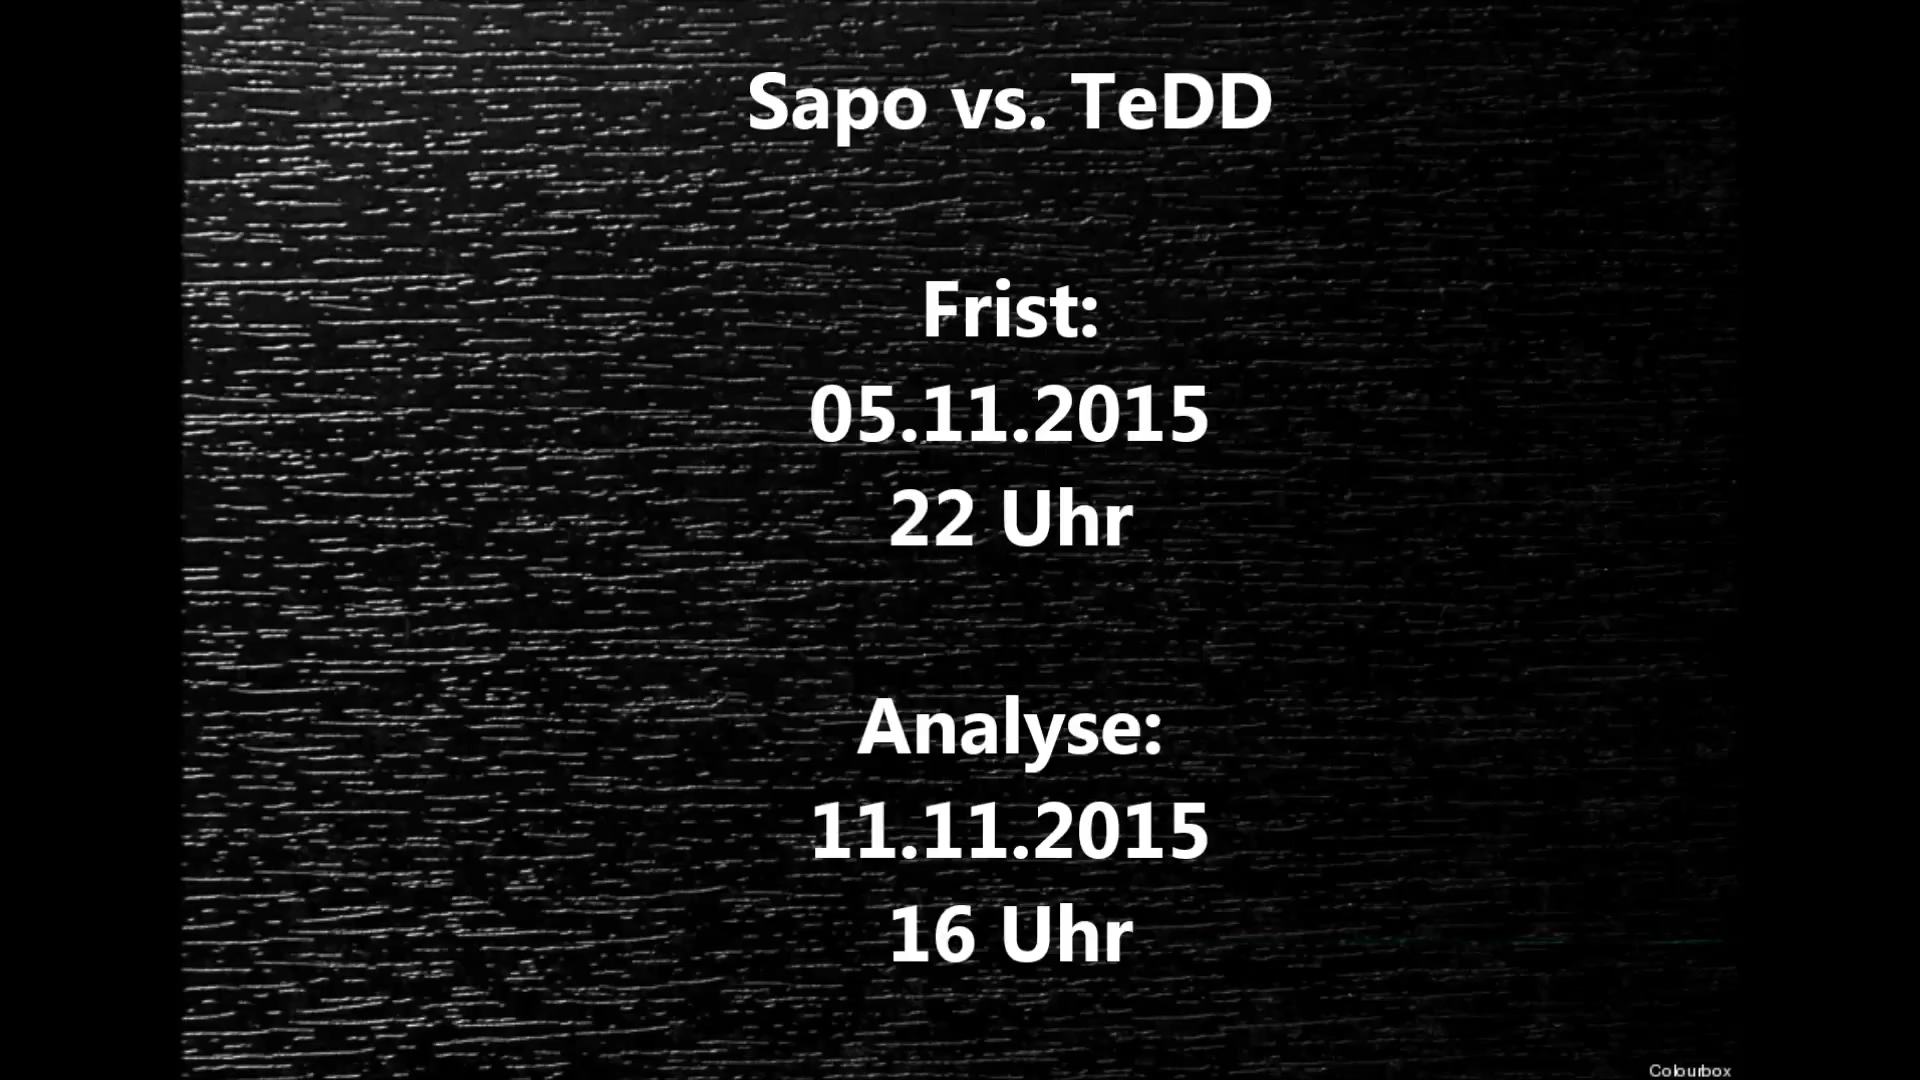 Sapo vs. TeDD
Frist:
05.11.2015
22 Uhr
Analyse:
11.11.2015
16 Uhr
Colourbox